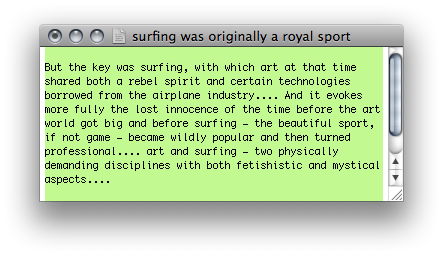 surfing was originally a royal sport
But the key was surfing, with which art at that time
shared both a rebel spirit and certain technologies
borrowed from the airplane industry.... And it evokes
more fully the lost innocence of the time before the art
world got big and before surfing - the beautiful sport,
if not game - became wildly popular and then turned
professional.... art and surfing - two physically
demanding disciplines with both fetishistic and mystical
aspects....